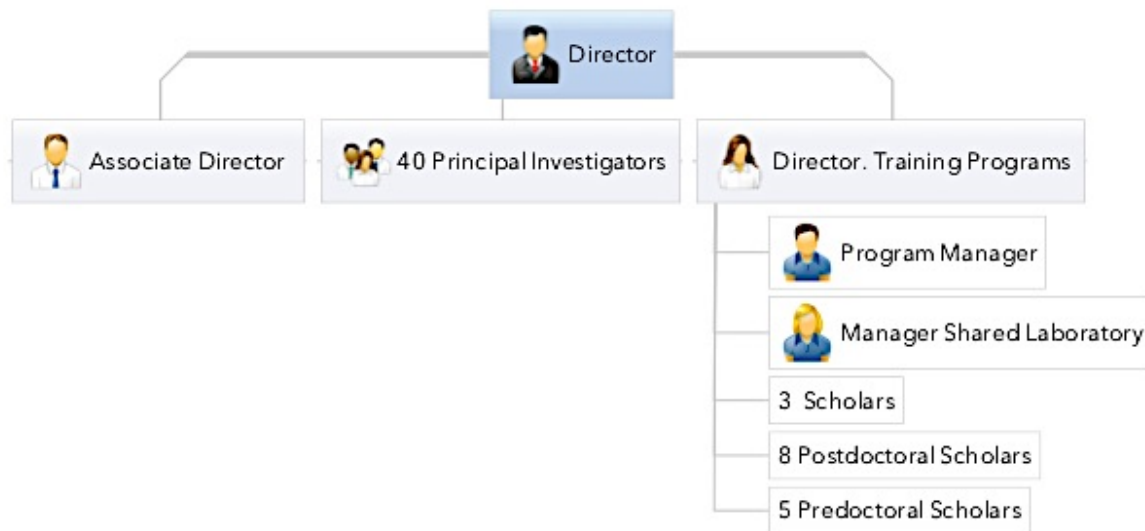 Director
Associate Director
40 Principal Investigators
Director. Training Programs
Program Manager
Manager Shared Laboratory
3 Scholars
8 Postdoctoral Scholars
5 Predoctoral Scholars